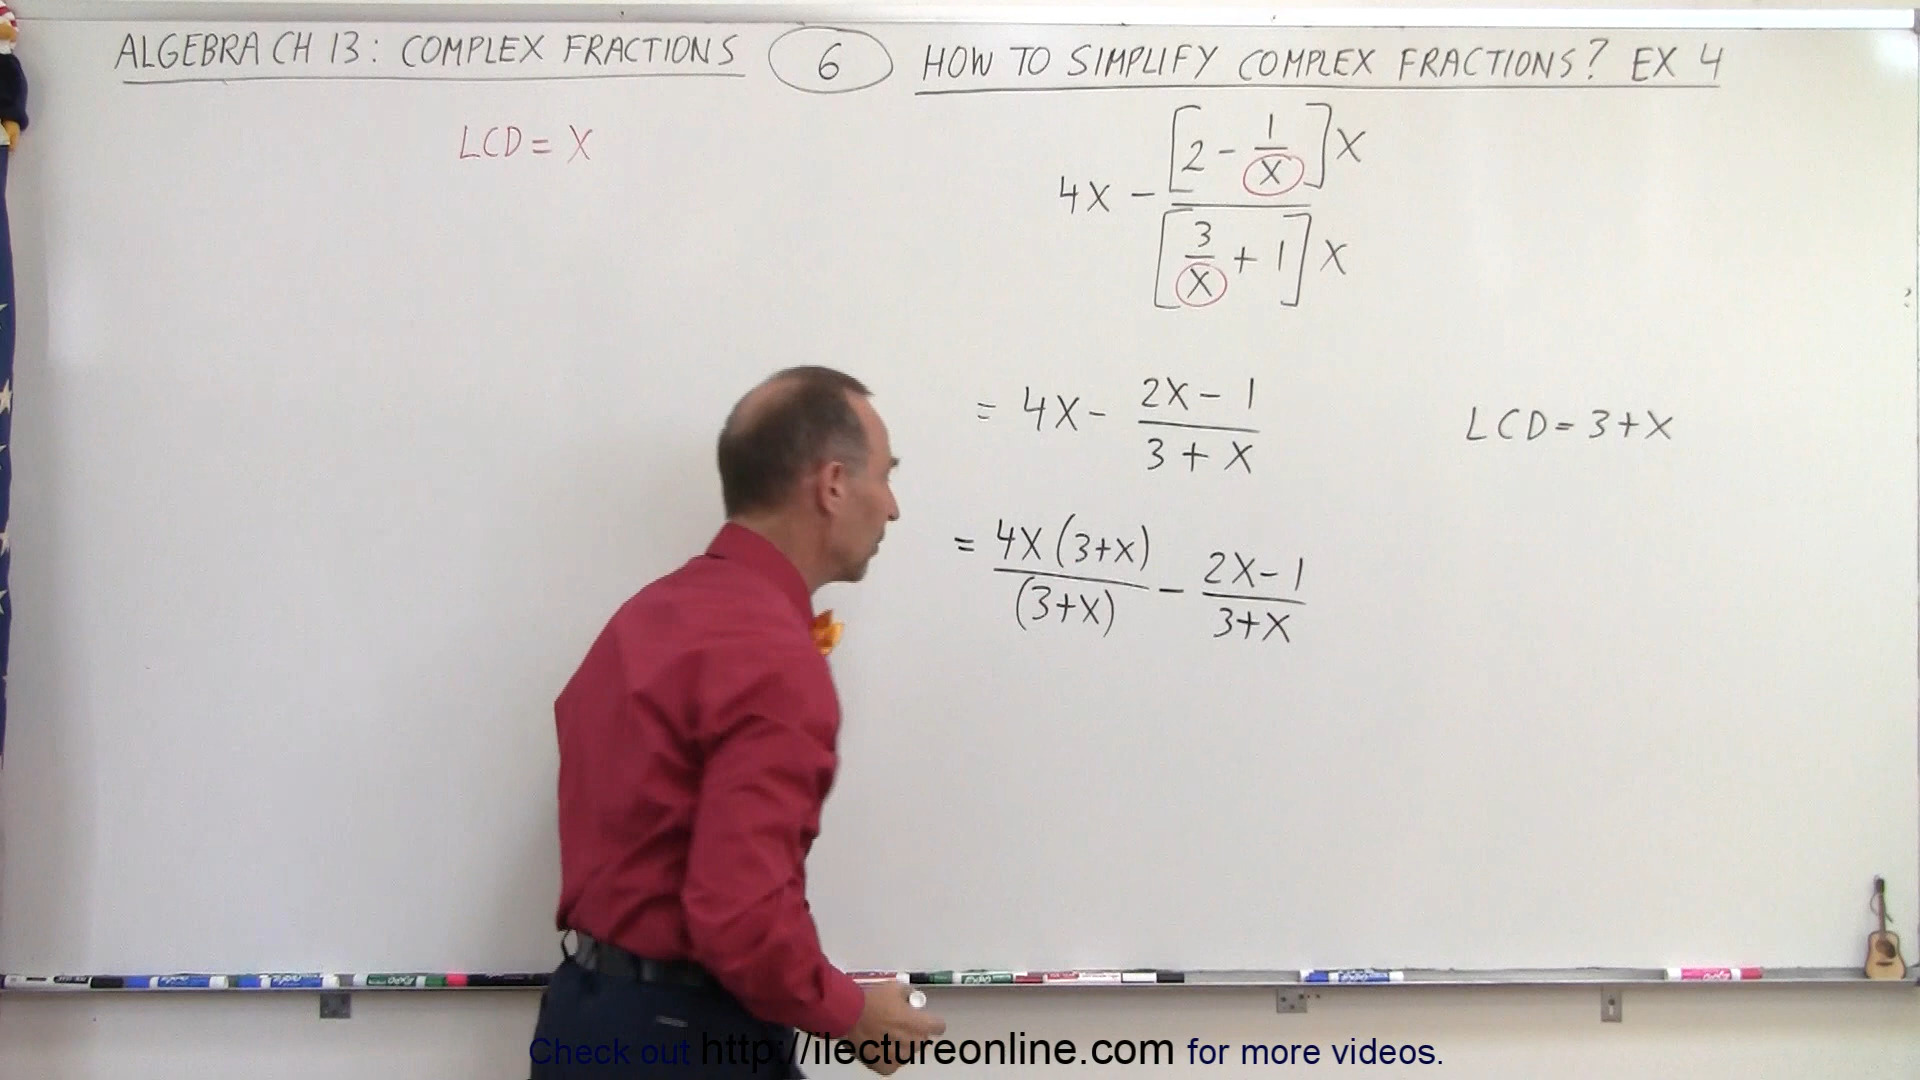 ALGEBRA CH 13: COMPLEX FRACTIONS 6 HOW TO SIMPLIFY COMPLEX FRACTIONS? EX 4
LCD = X
4X - [2 - 1/X]X / [3/X + 1]X
= 4X - (2X - 1)/(3 + X)
LCD = 3+X
= 4X(3+X)/(3+X) - (2X-1)/(3+X)
Check out http://ilectureonline.com for more videos.